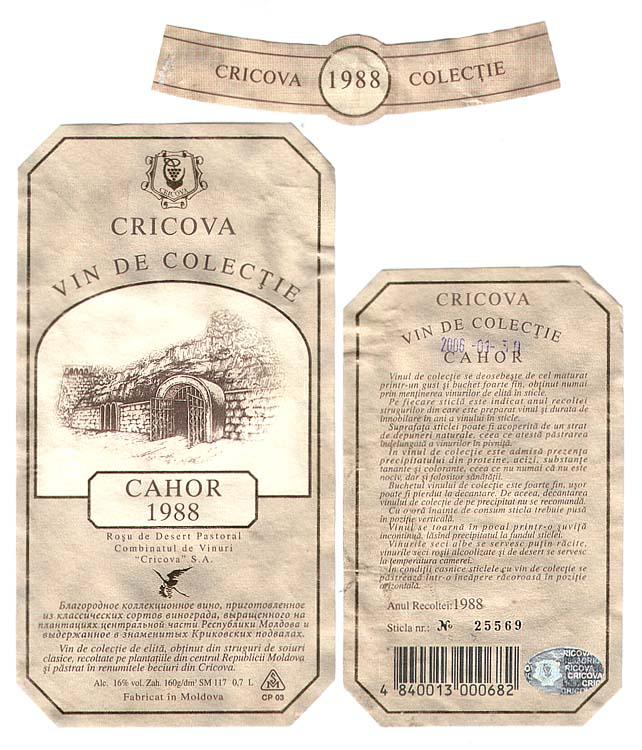 CRICOVA 1988 COLECȚIE
CRICOVA
CRICOVA
VIN DE COLECȚIE
CAHOR
1988
Roșu de Desert Pastoral
Combinatul de Vinuri
"Cricova" S.A.
Благородное коллекционное вино, приготовленное
из классических сортов винограда, выращенного на
плантациях центральной части Республики Молдова и
выдержанное в знаменитых Криковских подвалах.
Vin de colecție de elită, obținut din struguri de soiuri
clasice, recoltate pe plantațiile din centrul Republicii Moldova
și păstrat în renumitele beciuri din Cricova.
Alc. 16% vol. Zah. 160g/dm³ SM 117 0,7 L
Fabricat în Moldova
CP 03
CRICOVA
VIN DE COLECȚIE
2006
CAHOR
Vinul de colecție se deosebește de cel maturat
printr-un gust și buchet foarte fin, obținut numai
prin menținerea vinurilor de elită în sticle.
Pe fiecare sticlă este indicat anul recoltei
strugurilor din care este preparat vinul și durata de
înnobilare în ani a vinului în sticle.
Suprafața sticlei poate fi acoperită de un strat
de depuneri naturale, ceea ce atestă păstrarea
îndelungată a vinurilor în pivniță.
În vinul de colecție este admisă prezența
precipitatului din proteine, acizi, substanțe
tanante și colorante, ceea ce nu numai că nu este
nociv, dar și folositor sănătății.
Buchetul vinului de colecție este foarte fin, ușor
poate fi pierdut la decantare. De aceea, decantarea
vinului de colecție de pe precipitat nu se recomandă.
Cu o oră înainte de consum sticla trebuie pusă
în poziție verticală.
Vinul se toarnă în pocal printr-o șuviță
incontinuă, lăsînd precipitatul la fundul sticlei.
Vinurile seci albe se servesc puțin răcite,
vinurile seci roșii alcoolizate și de desert se servesc
la temperatura camerei.
În condiții casnice sticlele cu vin de colecție se
păstrează într-o încăpere răcoroasă în poziție
orizontală.
Anul Recoltei: 1988
Sticla nr.: № 25569
4 840013 000682
CRICOVA